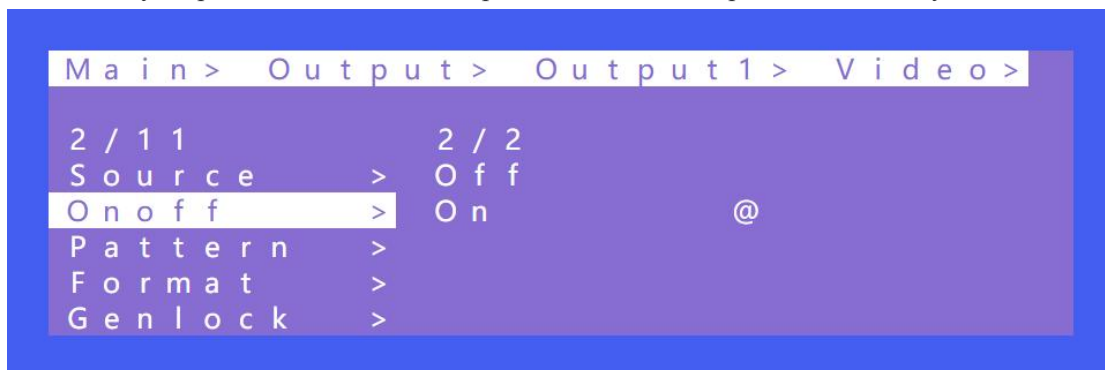 Main> Output> Output1> Video>
2/11 2/2
Source > Off
Onoff > On @
Pattern >
Format >
Genlock >